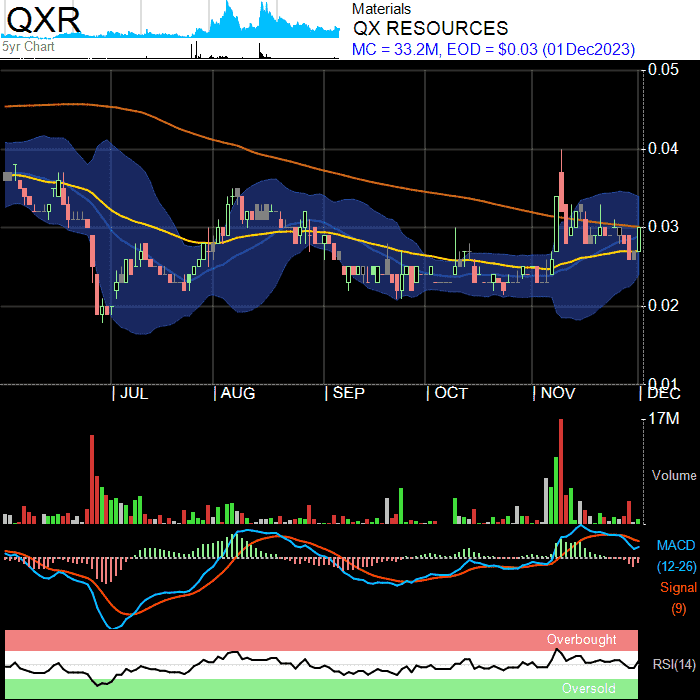 QXR
5yr Chart
Materials
QX RESOURCES
MC = 33.2M, EOD = $0.03 (01Dec2023)
0.05
0.04
0.03
0.02
0.01
JUL
AUG
SEP
OCT
NOV
DEC
17M
Volume
MACD
(12-26)
Signal
(9)
Overbought
RSI(14)
Oversold